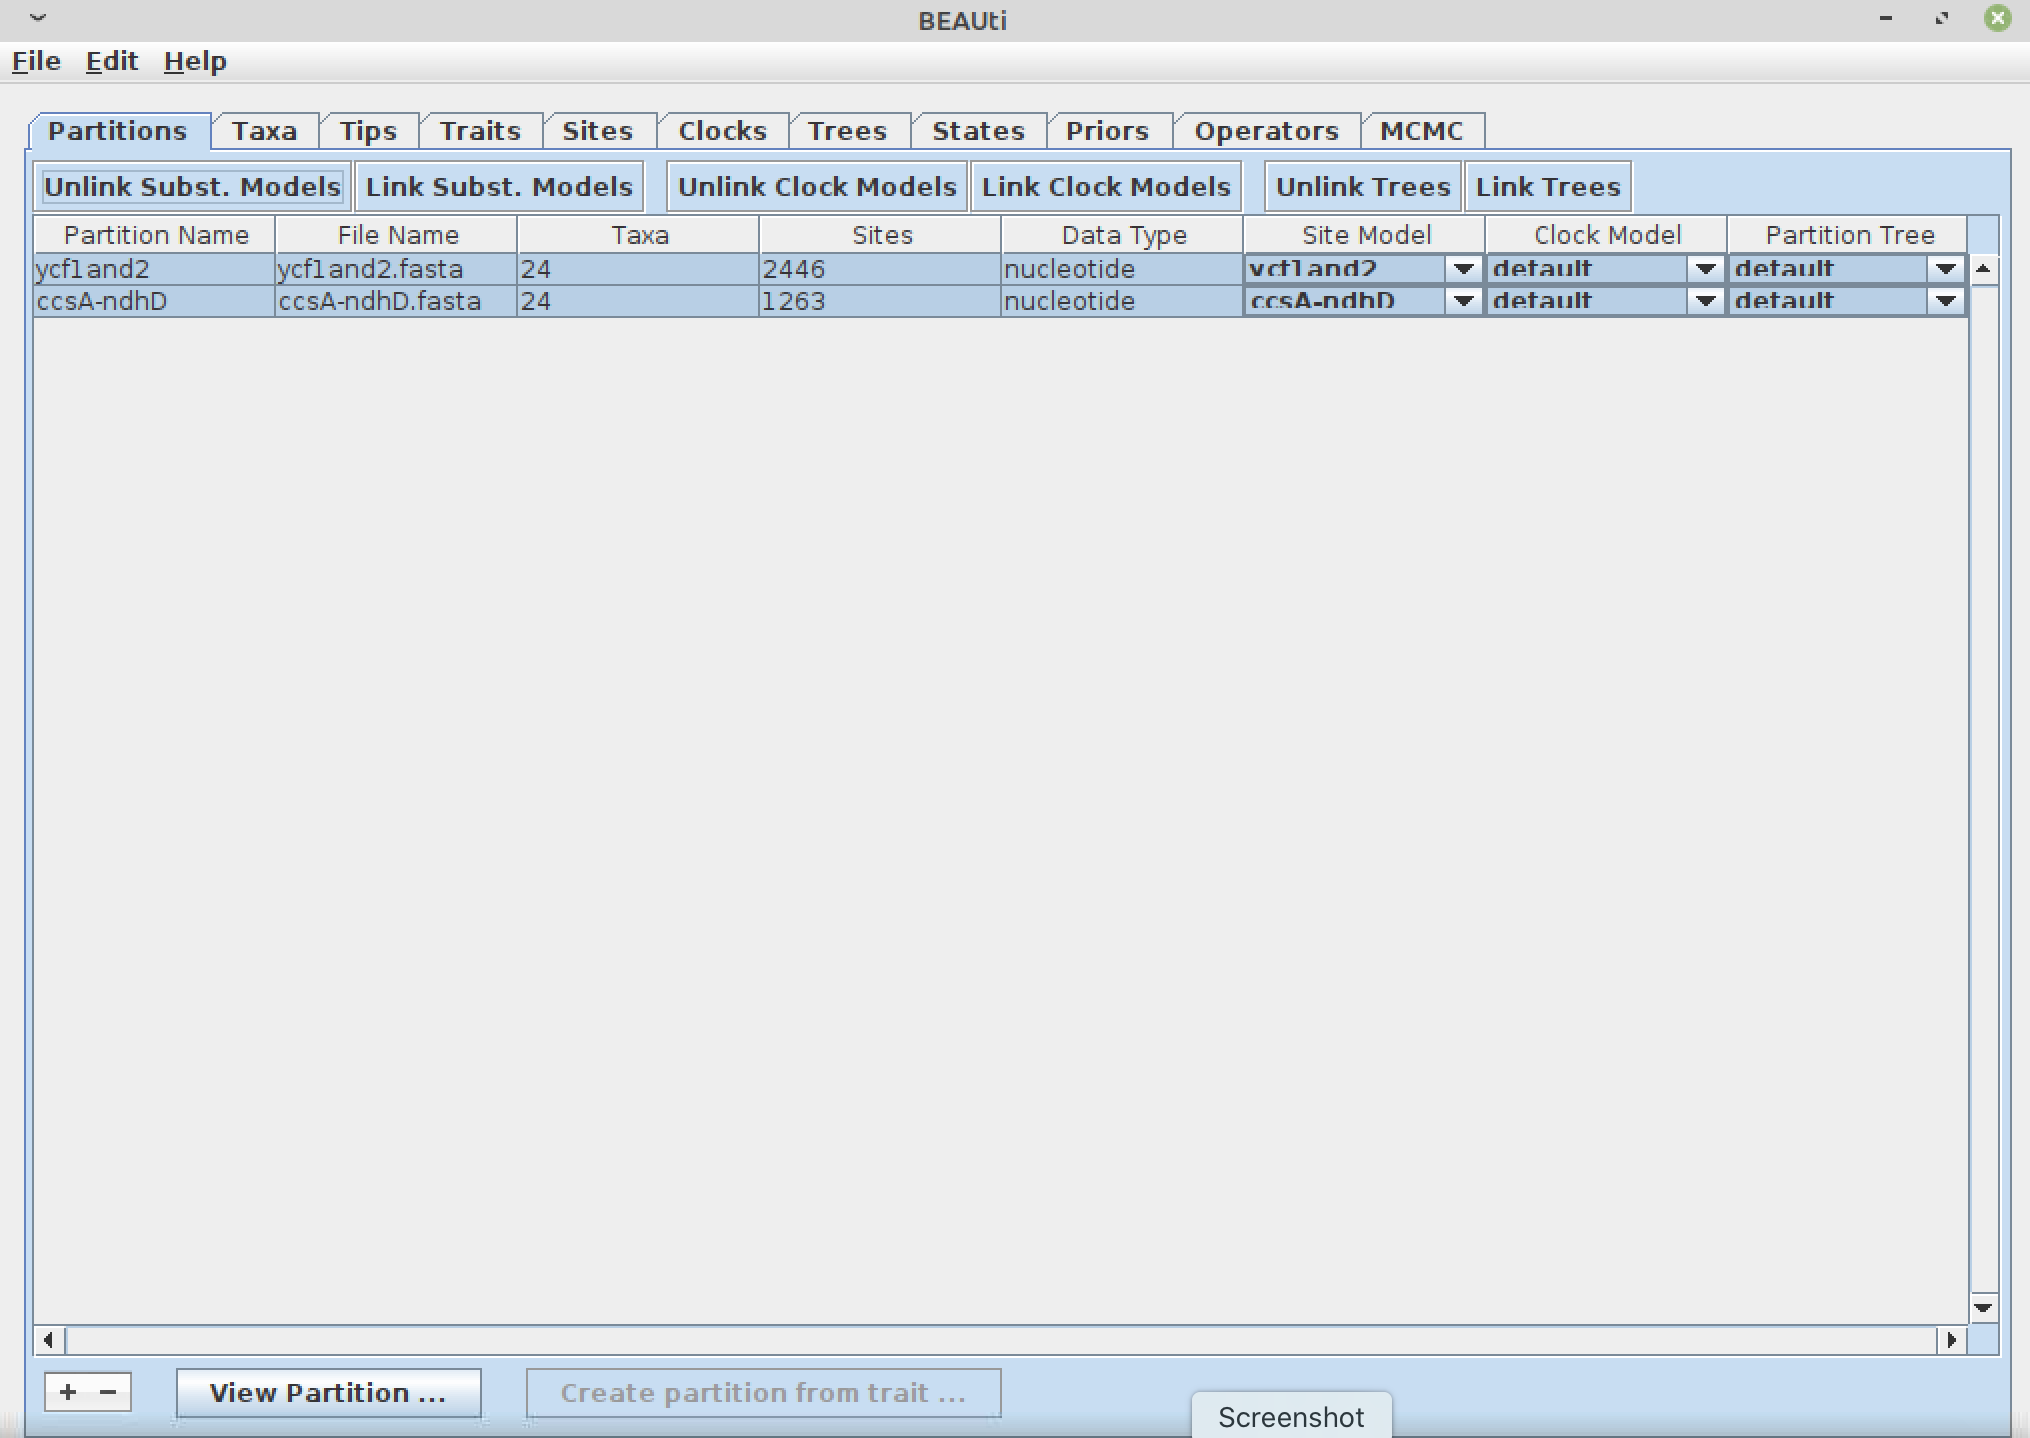 BEAUti
File Edit Help
Partitions Taxa Tips Traits Sites Clocks Trees States Priors Operators MCMC
Unlink Subst. Models Link Subst. Models Unlink Clock Models Link Clock Models Unlink Trees Link Trees
Partition Name File Name Taxa Sites Data Type Site Model Clock Model Partition Tree
ycf1and2 ycf1and2.fasta 24 2446 nucleotide ycf1and2 default default
ccsA-ndhD ccsA-ndhD.fasta 24 1263 nucleotide ccsA-ndhD default default
+ − View Partition ... Create partition from trait ...
Screenshot